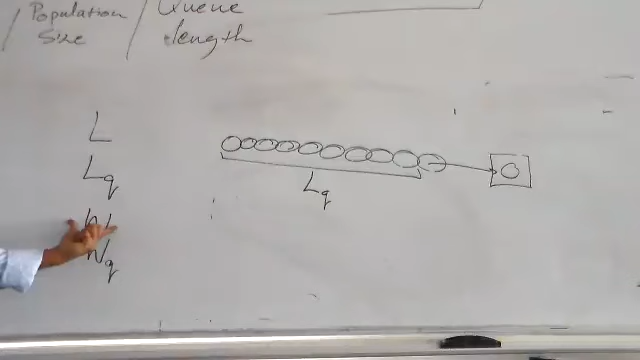 / Population / Queue
Size length
L
Lq
W
Wq
Lq